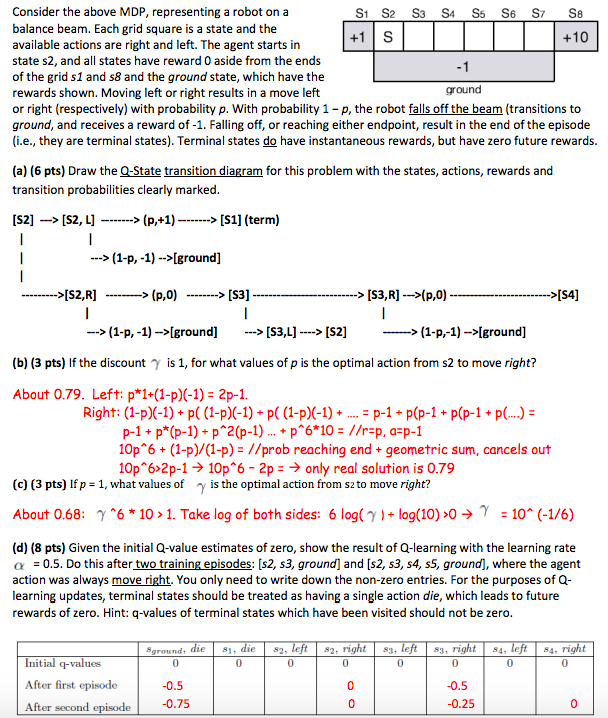 Consider the above MDP, representing a robot on a
balance beam. Each grid square is a state and the
available actions are right and left. The agent starts in
state s2, and all states have reward 0 aside from the ends
of the grid s1 and s8 and the ground state, which have the
rewards shown. Moving left or right results in a move left
S1 S2 S3 S4 S5 S6 S7 S8
+1 S +10
-1
ground
or right (respectively) with probability p. With probability 1 – p, the robot falls off the beam (transitions to
ground, and receives a reward of -1. Falling off, or reaching either endpoint, result in the end of the episode
(i.e., they are terminal states). Terminal states do have instantaneous rewards, but have zero future rewards.
(a) (6 pts) Draw the Q-State transition diagram for this problem with the states, actions, rewards and
transition probabilities clearly marked.
[S2] ---> [S2, L] --------> (p,+1) --------> [S1] (term)
| |
| ---> (1-p, -1) -->[ground]
|
--------->[S2,R] ---------> (p,0) --------> [S3] --------------------------> [S3,R] --->(p,0) ------------------------->[S4]
| | |
---> (1-p, -1) -->[ground] ---> [S3,L] ----> [S2] -------> (1-p,-1) -->[ground]
(b) (3 pts) If the discount γ is 1, for what values of p is the optimal action from s2 to move right?
About 0.79. Left: p*1+(1-p)(-1) = 2p-1.
Right: (1-p)(-1) + p( (1-p)(-1) + p( (1-p)(-1) + .... = p-1 + p(p-1 + p(p-1 + p(....) =
p-1 + p*(p-1) + p^2(p-1) ... + p^6*10 = //r=p, a=p-1
10p^6 + (1-p)/(1-p) = //prob reaching end + geometric sum, cancels out
10p^6>2p-1 → 10p^6 - 2p = → only real solution is 0.79
(c) (3 pts) If p = 1, what values of γ is the optimal action from s2 to move right?
About 0.68: γ ^6 * 10 > 1. Take log of both sides: 6 log( γ ) + log(10) >0 → γ = 10^ (-1/6)
(d) (8 pts) Given the initial Q-value estimates of zero, show the result of Q-learning with the learning rate
α = 0.5. Do this after two training episodes: [s2, s3, ground] and [s2, s3, s4, s5, ground], where the agent
action was always move right. You only need to write down the non-zero entries. For the purposes of Q-
learning updates, terminal states should be treated as having a single action die, which leads to future
rewards of zero. Hint: q-values of terminal states which have been visited should not be zero.
sground, die s1, die s2, left s2, right s3, left s3, right s4, left s4, right
Initial q-values 0 0 0 0 0 0 0 0
After first episode -0.5 0 -0.5
After second episode -0.75 0 -0.25 0